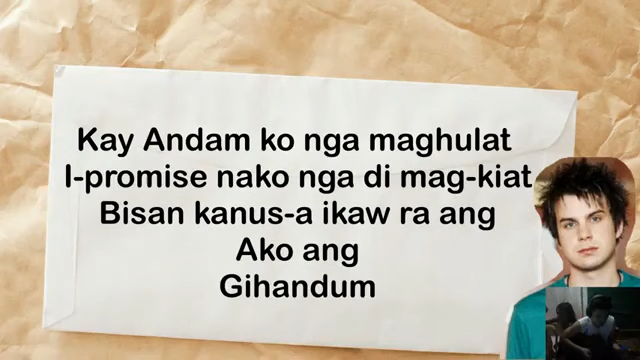 Kay Andam ko nga maghulat
I-promise nako nga di mag-kiat
Bisan kanus-a ikaw ra ang
Ako ang
Gihandum